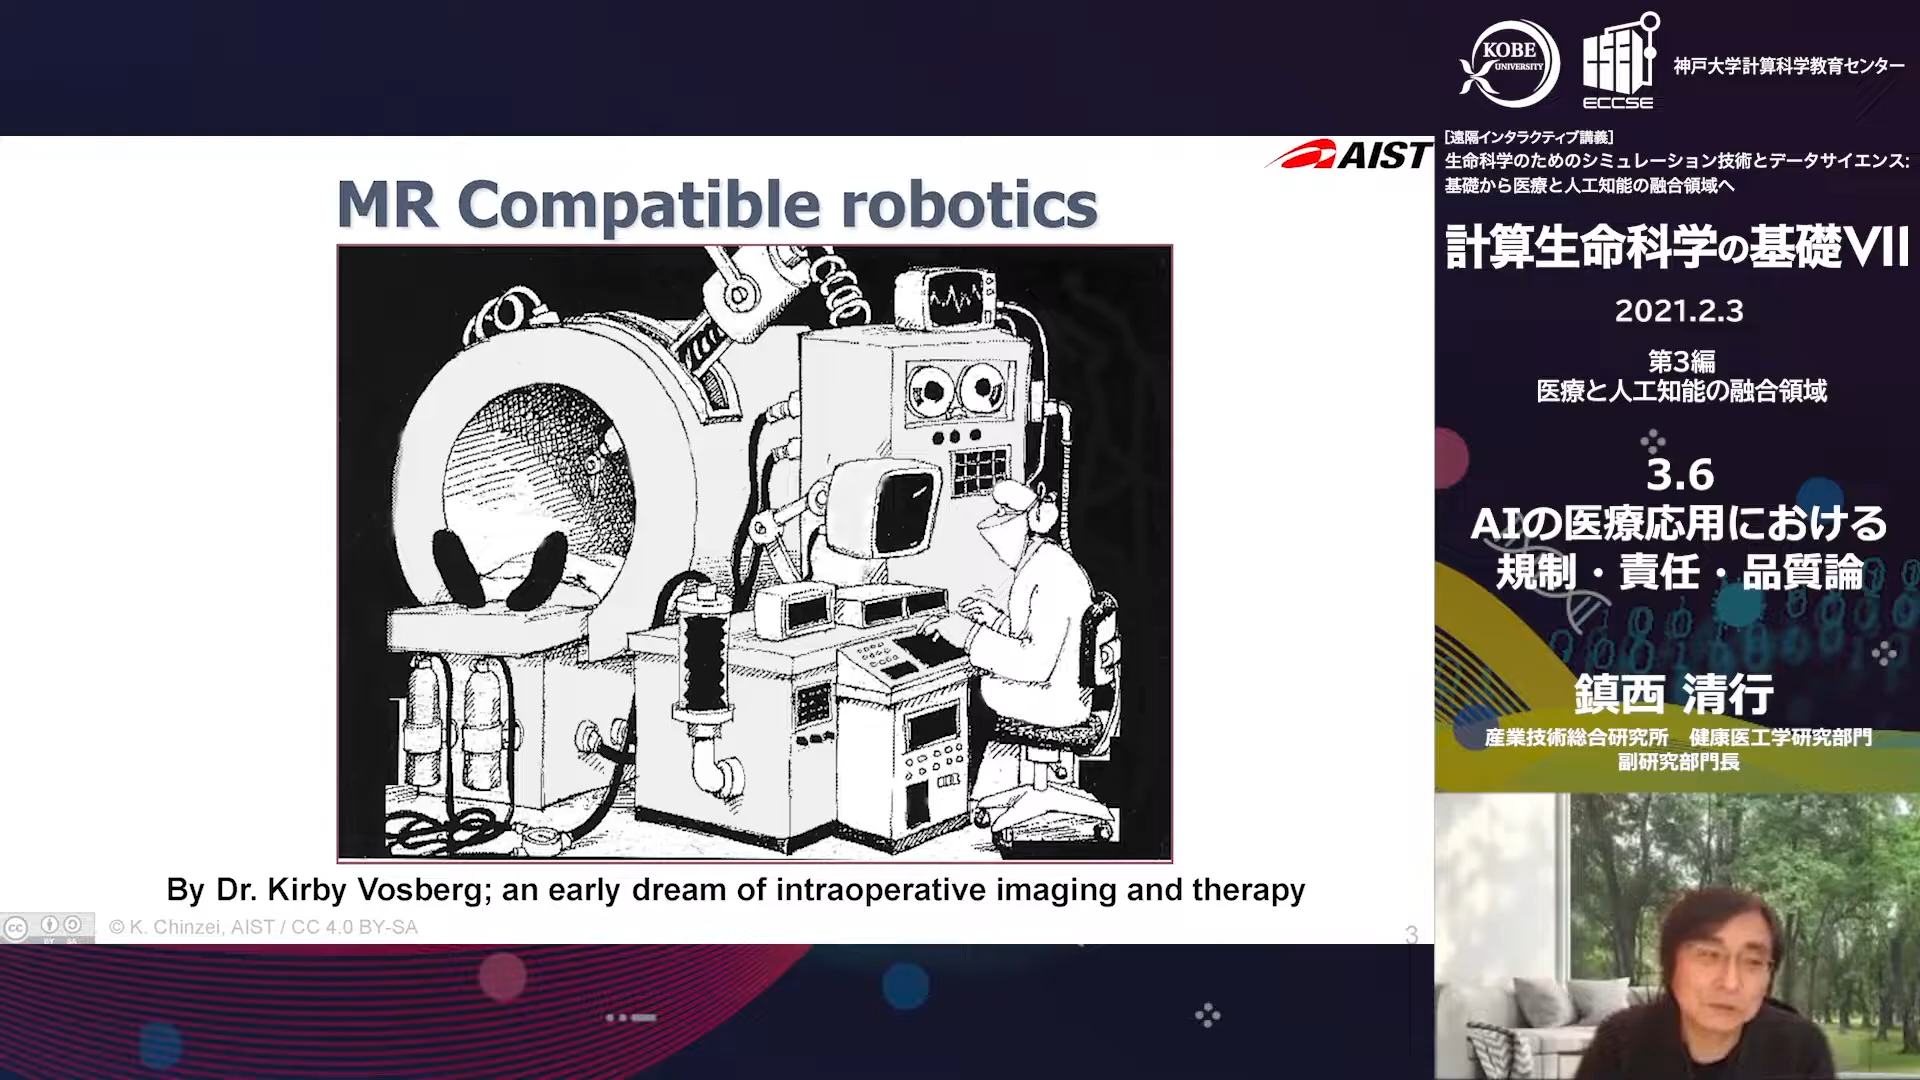 AIST
MR Compatible robotics
By Dr. Kirby Vosberg; an early dream of intraoperative imaging and therapy
© K. Chinzei, AIST / CC 4.0 BY-SA
3
KOBE
UNIVERSITY
ECCSE
神戸大学計算科学教育センター
[遠隔インタラクティブ講義]
生命科学のためのシミュレーション技術とデータサイエンス:
基礎から医療と人工知能の融合領域へ
計算生命科学の基礎VII
2021.2.3
第3編
医療と人工知能の融合領域
3.6
AIの医療応用における
規制・責任・品質論
鎮西 清行
産業技術総合研究所 健康医工学研究部門
副研究部門長